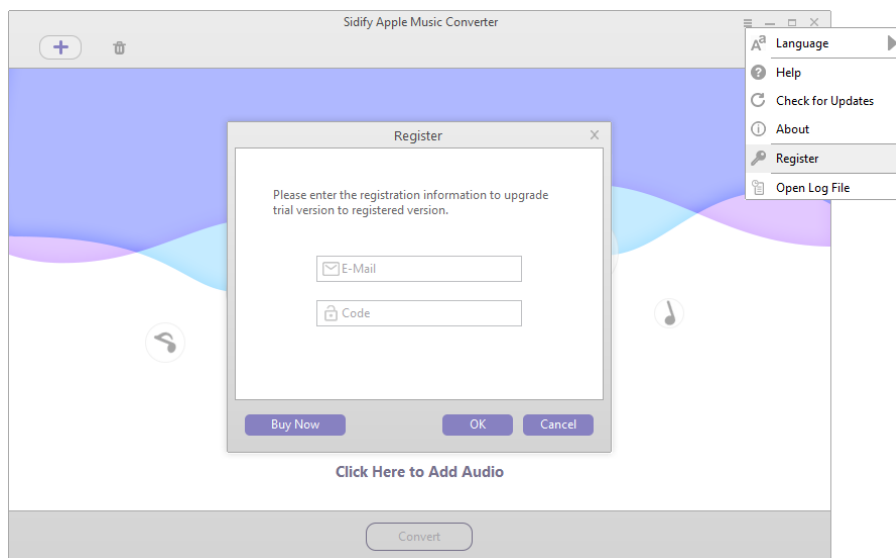 Sidify Apple Music Converter
Language
Help
Check for Updates
About
Register
Open Log File
Register
Please enter the registration information to upgrade
trial version to registered version.
E-Mail
Code
Buy Now
OK
Cancel
Click Here to Add Audio
Convert